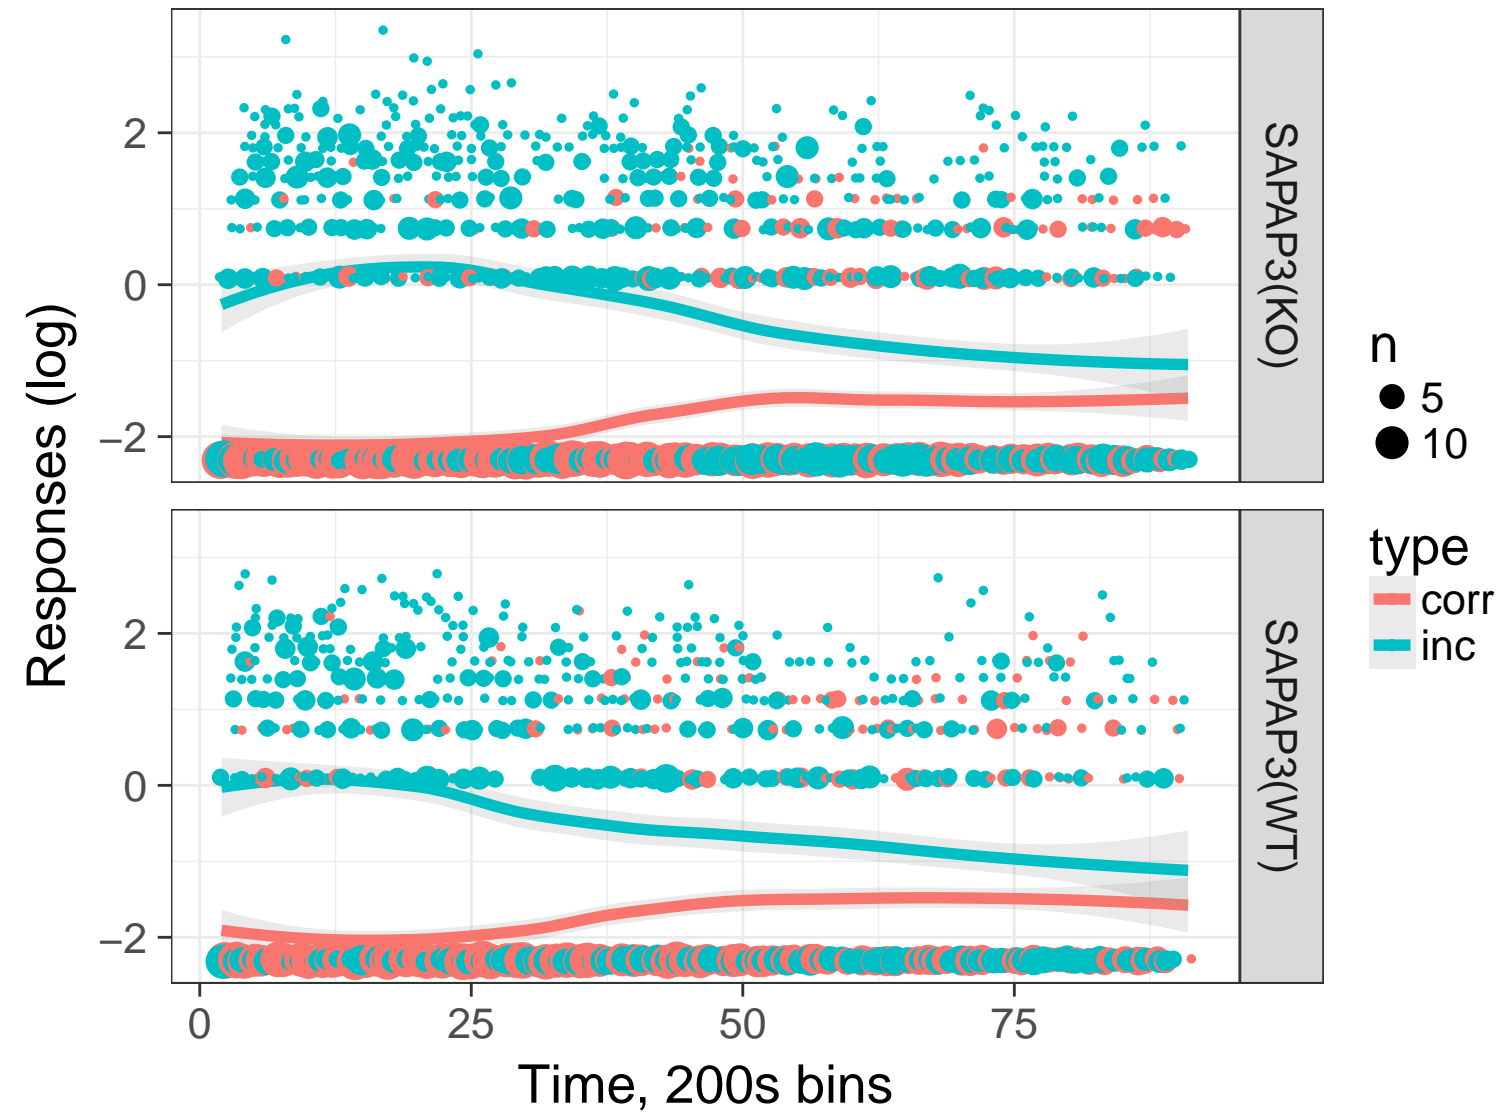 Responses (log)
2
0
−2
SAPAP3(KO)
2
0
−2
SAPAP3(WT)
0
25
50
75
Time, 200s bins
n
5
10
type
corr
inc